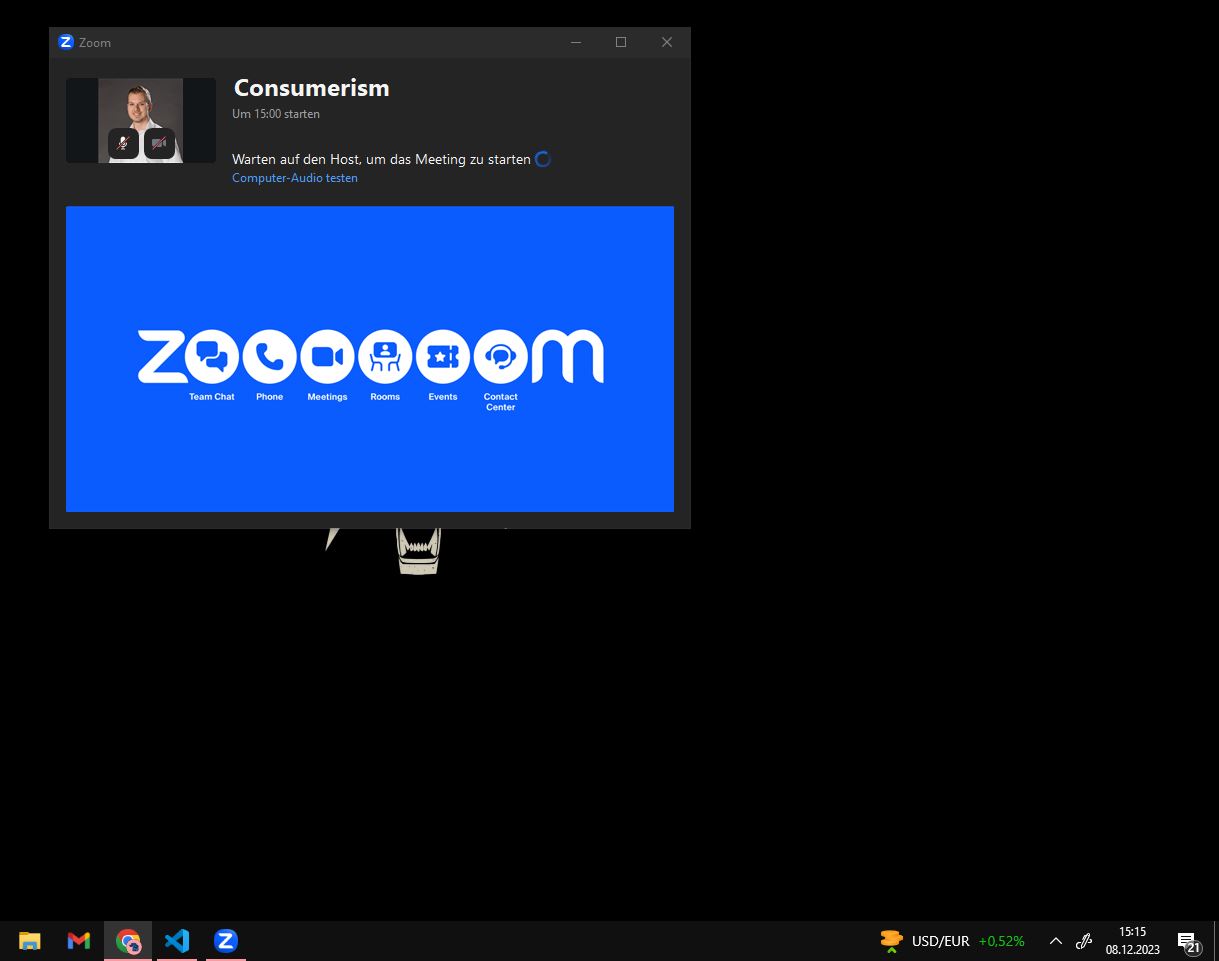 Zoom
Consumerism
Um 15:00 starten
Warten auf den Host, um das Meeting zu starten
Computer-Audio testen
zoooooom
Team Chat
Phone
Meetings
Rooms
Events
Contact
Center
USD/EUR +0,52%
15:15
08.12.2023
21